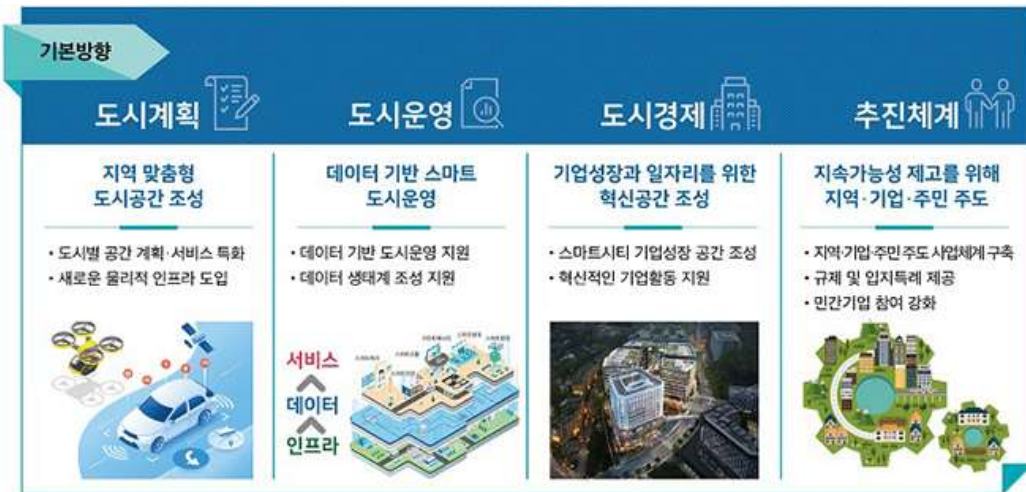 기본방향
도시계획
지역 맞춤형
도시공간 조성
• 도시별 공간 계획·서비스 특화
• 새로운 물리적 인프라 도입
도시운영
데이터 기반 스마트
도시운영
• 데이터 기반 도시운영 지원
• 데이터 생태계 조성 지원
서비스
데이터
인프라
도시경제
기업성장과 일자리를 위한
혁신공간 조성
• 스마트시티 기업성장 공간 조성
• 혁신적인 기업활동 지원
추진체계
지속가능성 제고를 위해
지역·기업·주민 주도
• 지역·기업·주민 주도 사업체계 구축
• 규제 및 입지특례 제공
• 민간기업 참여 강화